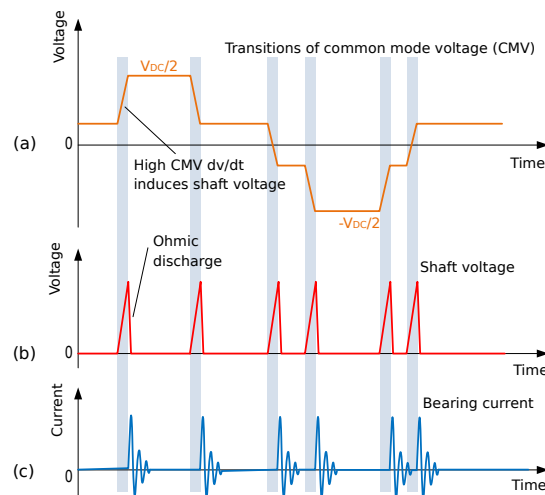 Voltage
Transitions of common mode voltage (CMV)
VDC/2
(a)
0
Time
High CMV dv/dt
induces shaft voltage
-VDC/2
Voltage
Ohmic
discharge
Shaft voltage
(b)
0
Time
Current
Bearing current
(c)
0
Time